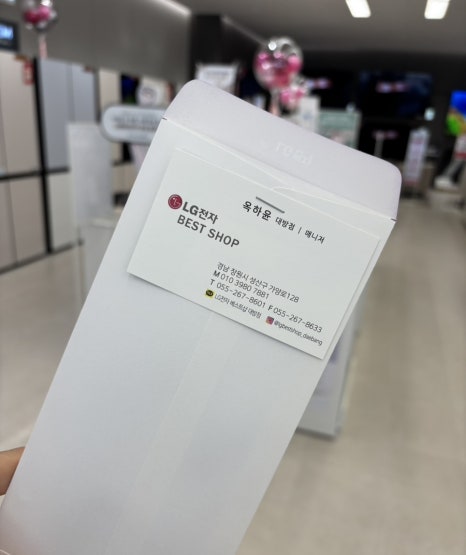 LG전자
BEST SHOP
옥하윤 대방점 | 매니저
경남 창원시 성산구 가양로128
M 010 3980 7881
T 055-267-8601 F 055-267-8633
LG전자 베스트샵 대방점 @lgbestshop_daebang